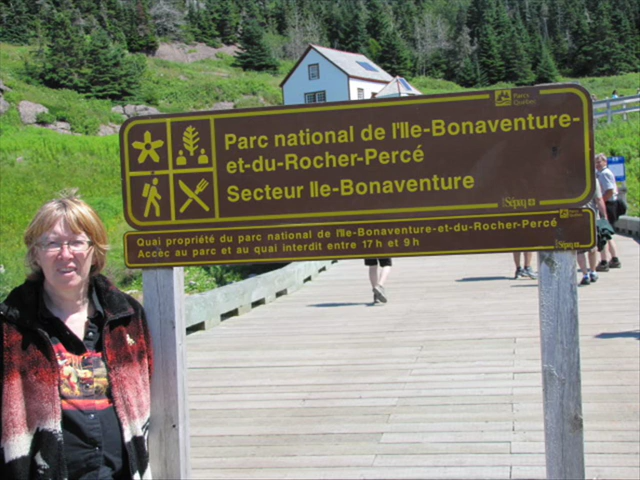 Parcs
Québec
Parc national de l'Ile-Bonaventure-
et-du-Rocher-Percé
Secteur Ile-Bonaventure
Sépaq
Quai propriété du parc national de l'Ile-Bonaventure-et-du-Rocher-Percé
Accès au parc et au quai interdit entre 17 h et 9 h
Sépaq